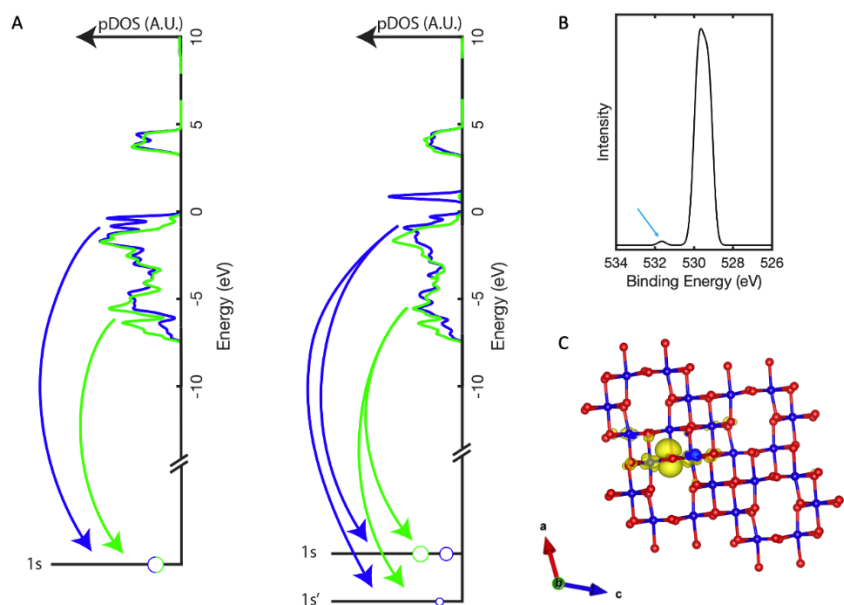 A
pDOS (A.U.)
10
5
0
-5
-10
Energy (eV)
1s
pDOS (A.U.)
10
5
0
-5
-10
Energy (eV)
1s
1s′
B
Intensity
534 532 530 528 526
Binding Energy (eV)
C
a
b
c